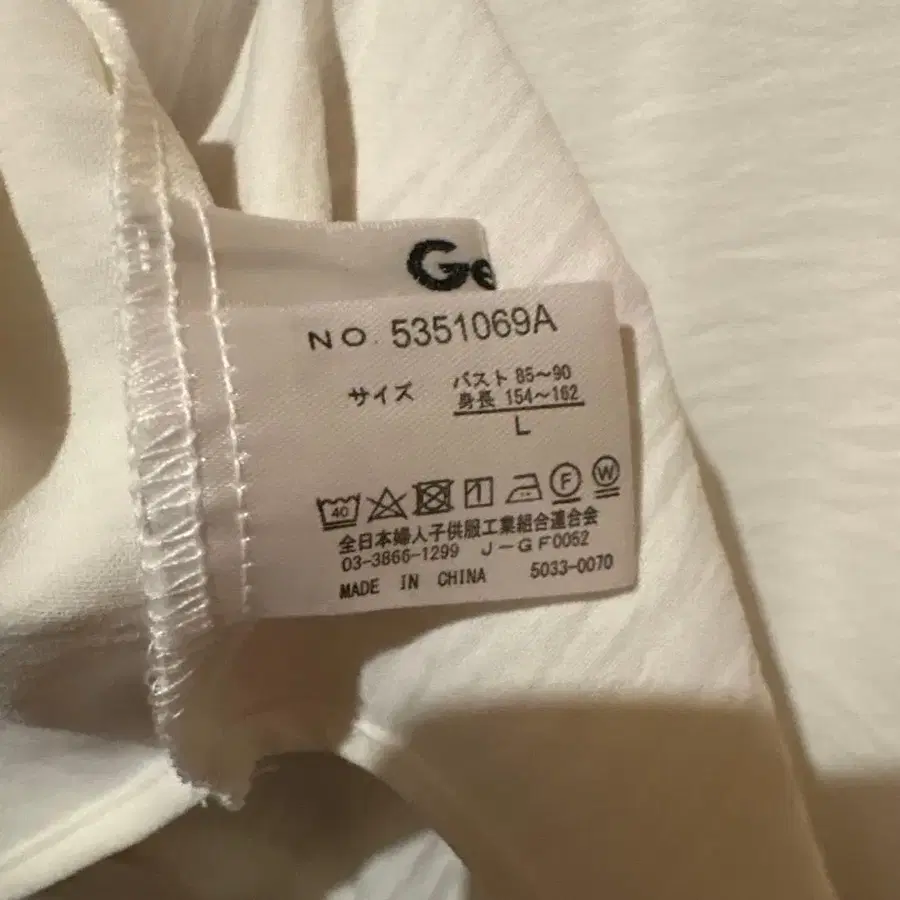 Ge
NO. 5351069A
サイズ バスト 85〜90
身長 154〜162
L
40 F W
全日本婦人子供服工業組合連合会
03-3866-1299 J-GF0052
MADE IN CHINA 5033-0070